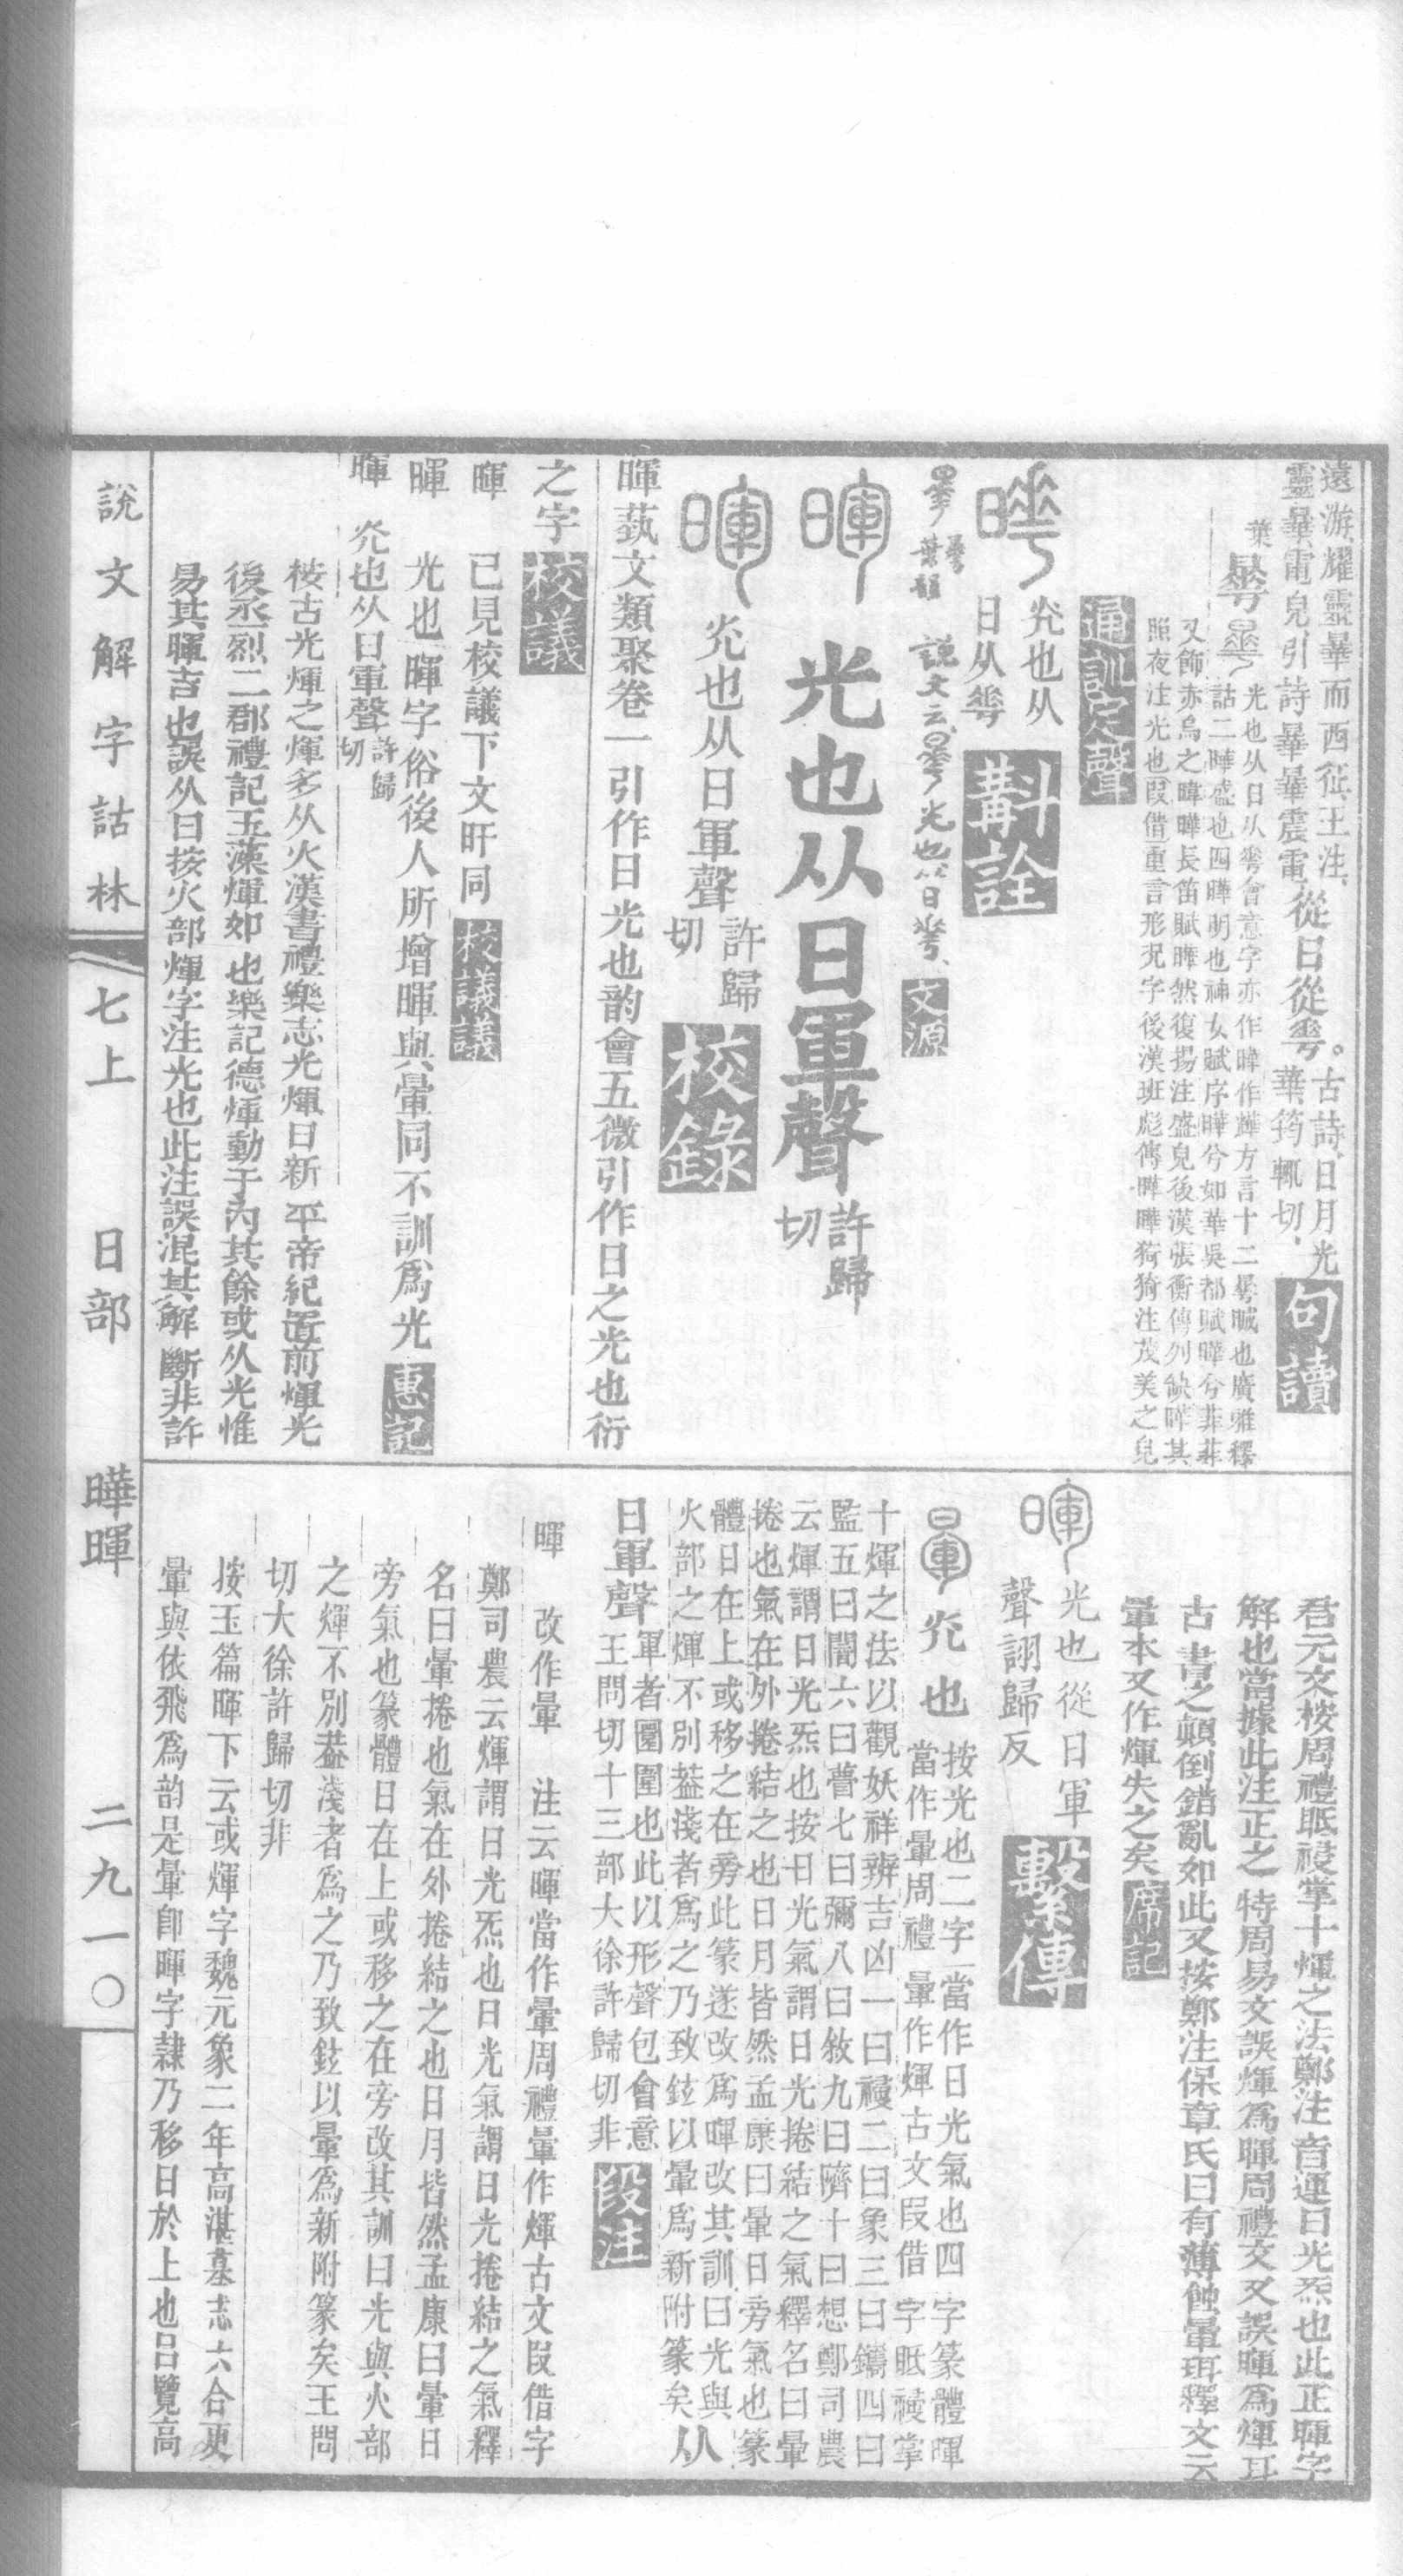 遠游燿靈曅而西征王注
靈曅電皃引詩曅曅震電從日從𠌶。古詩日月光
華筠輒切句讀
葉
光也从日从𠌶會意字亦作暐作㬢方言十二曅晠也廣雅釋
詁二曄盛也四曄明也神女賦序曄兮如華吳都賦曄兮菲菲
又飾赤烏之暐曄長笛賦曄然復揚注盛皃後漢張衡傳列缺曄其
照夜注光也叚借重言形況字後漢班彪傳曄曄猗猗注茂美之皃
通訓定聲
灮也从
日从𠌶斠詮
說文云光也从日𠌶文源
暉
光也从日軍聲許歸
切
灮也从日軍聲許歸
切校錄
暉蓺文類聚卷一引作日光也韵會五微引作日之光也衍
之字校議
暉 已見校議下文旰同校議議
暉 光也 暉字俗後人所增暉與暈同不訓爲光惠記
暉 灮也从日軍聲許歸
切
桉古光煇之煇多从火漢書禮樂志光煇日新 平帝紀置前煇光
後丞烈二郡禮記玉藻煇如也樂記德煇動于內其餘或从光惟
易其暉吉也誤从日按火部煇字注光也此注誤混其解 斷非許
君元文桉周禮眡祲掌十煇之法鄭注音運日光炁也此正暉字
解也當據此注正之 特周易文誤煇爲暉周禮文又誤暉爲煇耳
古書之顛倒錯亂如此又按鄭注保章氏日有薄蝕暈珥釋文云
暈本又作煇失之矣席記
暉
光也從日軍
聲詡歸反繫傳
灮也按光也二字當作日光氣也四字篆體暉
當作暈周禮暈作煇古文叚借字眡祲掌
十煇之法以觀妖祥辨吉凶一曰祲二曰象三曰鑴四曰
監五曰闇六曰瞢七曰彌八曰敘九曰隮十曰想鄭司農
云煇謂日光炁也按日光氣謂日光捲結之氣釋名曰暈
捲也氣在外捲結之也日月皆然孟康曰暈日旁氣也篆
體日在上或移之在旁此篆遂改爲暉改其訓曰光與
火部之煇不別葢淺者爲之乃致鉉以暈爲新附篆矣从
日軍聲軍者圜圍也此以形聲包會意
王問切十三部大徐許歸切非段注
暉 改作暈 注云暉當作暈周禮暈作煇古文叚借字
鄭司農云煇謂日光炁也日光氣謂日光捲結之氣釋
名曰暈捲也氣在外捲結之也日月皆然孟康曰暈日
旁氣也篆體日在上或移之在旁改其訓曰光與火部
之煇不別葢淺者爲之乃致鉉以暈爲新附篆矣王問
切大徐許歸切非
按玉篇暉下云或煇字魏元象二年高湛墓志六合更
暈與依飛爲韵是暈卽暉字隸乃移日於上也呂覽高
說文解字詁林 七上 日部 曄暉 二九一〇